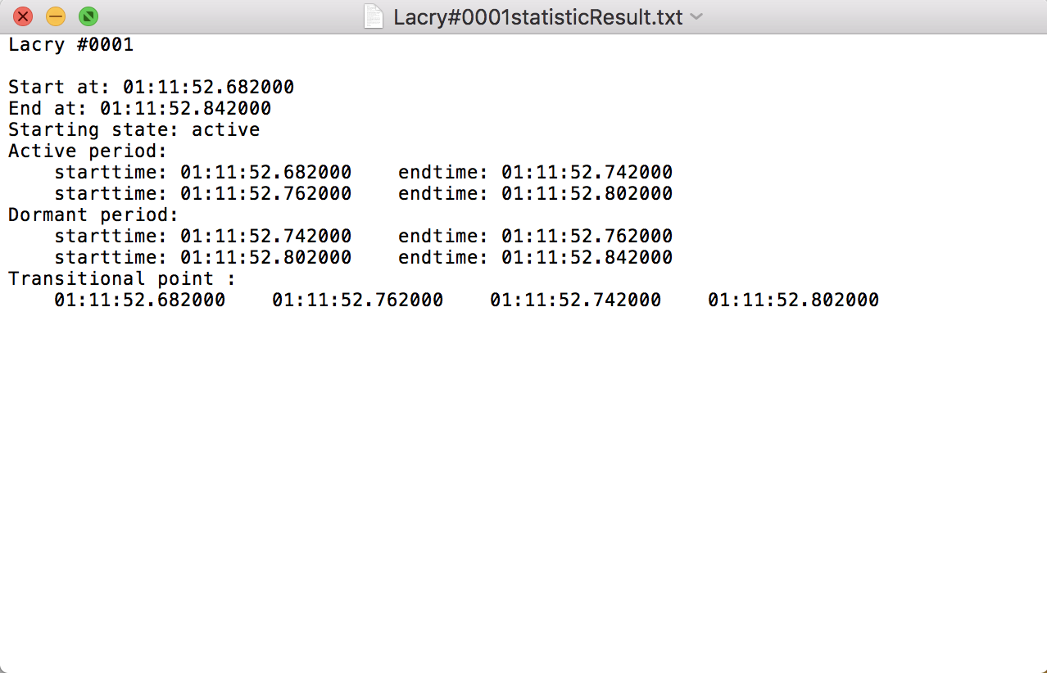 Lacry#0001statisticResult.txt
Lacry #0001
Start at: 01:11:52.682000
End at: 01:11:52.842000
Starting state: active
Active period:
    starttime: 01:11:52.682000    endtime: 01:11:52.742000
    starttime: 01:11:52.762000    endtime: 01:11:52.802000
Dormant period:
    starttime: 01:11:52.742000    endtime: 01:11:52.762000
    starttime: 01:11:52.802000    endtime: 01:11:52.842000
Transitional point :
    01:11:52.682000    01:11:52.762000    01:11:52.742000    01:11:52.802000